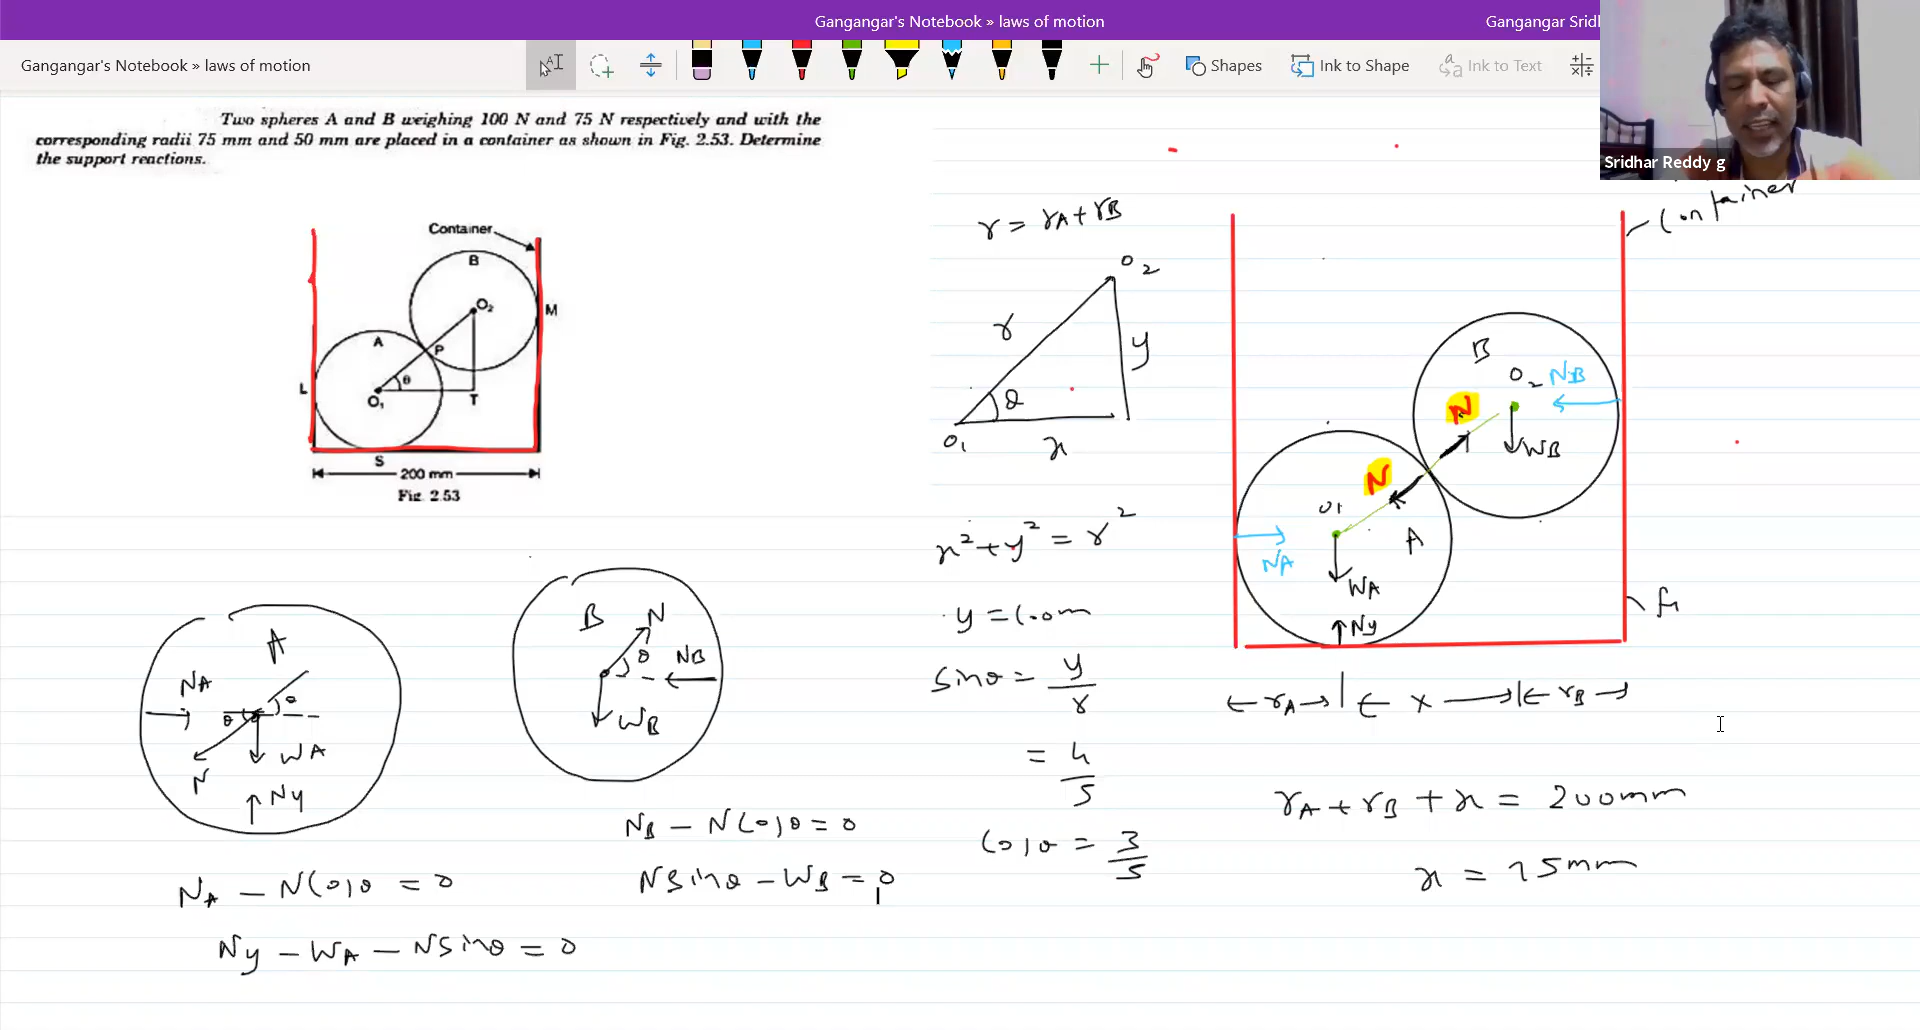 Gangangar's Notebook » laws of motion
Gangangar Sridl
Gangangar's Notebook » laws of motion
Shapes
Ink to Shape
Ink to Text
Sridhar Reddy g
Two spheres A and B weighing 100 N and 75 N respectively and with the
corresponding radii 75 mm and 50 mm are placed in a container as shown in Fig. 2.53. Determine
the support reactions.
Container
B
O2
M
A
P
L
θ
O1
T
S
200 mm
Fig 2.53
r = rA + rB
O2
r
y
θ
O1
x
x² + y² = r²
y = 100m
sinθ = y/r
= 4/5
Cosθ = 3/5
Container
B
O2
NB
N
WB
N
O1
A
NA
WA
Ny
rA
x
rB
rA + rB + x = 200mm
x = 75mm
A
NA
θ
θ
WA
N
Ny
NA – NCosθ = 0
Ny – WA – NSinθ = 0
B
N
θ
NB
WB
NB – NCosθ = 0
NSinθ – WB = 0